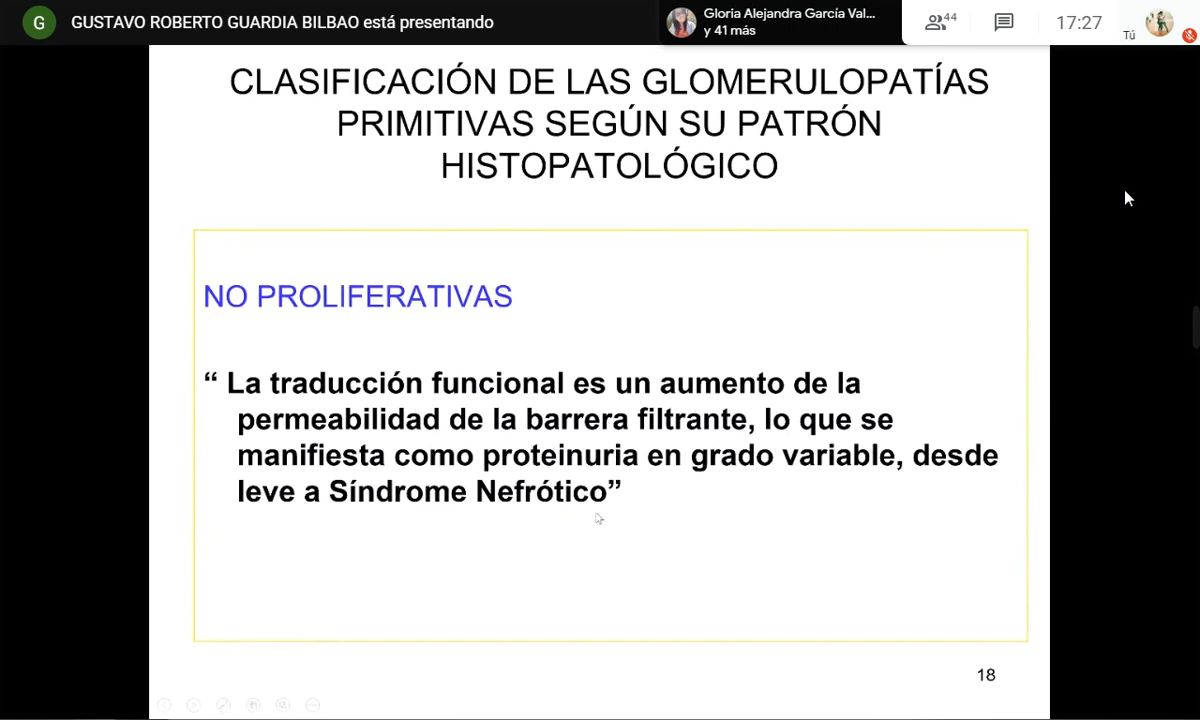 G
GUSTAVO ROBERTO GUARDIA BILBAO está presentando
Gloria Alejandra García Val...
y 41 más
44
17:27
Tú
CLASIFICACIÓN DE LAS GLOMERULOPATÍAS
PRIMITIVAS SEGÚN SU PATRÓN
HISTOPATOLÓGICO
NO PROLIFERATIVAS
“ La traducción funcional es un aumento de la
permeabilidad de la barrera filtrante, lo que se
manifiesta como proteinuria en grado variable, desde
leve a Síndrome Nefrótico”
18